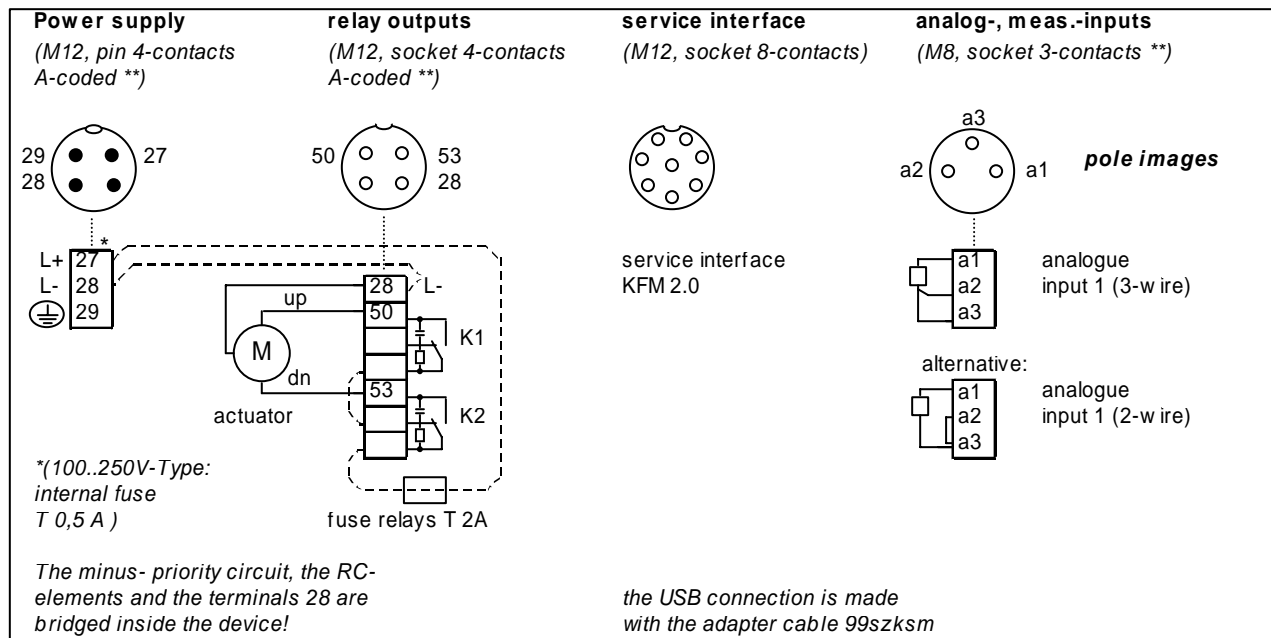 Power supply
(M12, pin 4-contacts
A-coded **)
relay outputs
(M12, socket 4-contacts
A-coded **)
service interface
(M12, socket 8-contacts)
analog-, meas.-inputs
(M8, socket 3-contacts **)
29
28
27
50
53
28
a3
a2
a1
pole images
*
L+ 27
L- 28
29
28 L-
50
53
up
M
dn
actuator
K1
K2
*(100..250V-Type:
internal fuse
T 0,5 A )
fuse relays T 2A
The minus- priority circuit, the RC-
elements and the terminals 28 are
bridged inside the device!
service interface
KFM 2.0
the USB connection is made
with the adapter cable 99szksm
a1
a2
a3
analogue
input 1 (3-wire)
alternative:
a1
a2
a3
analogue
input 1 (2-wire)